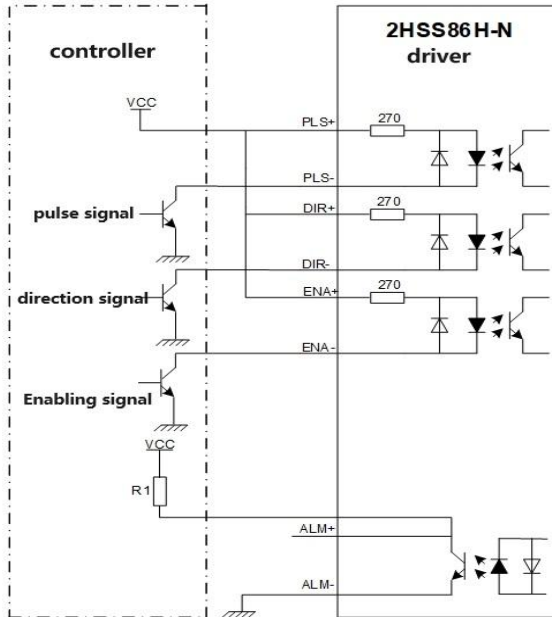 controller
2HSS86H-N
driver
VCC
PLS+
270
PLS-
pulse signal
DIR+
270
DIR-
direction signal
ENA+
270
ENA-
Enabling signal
VCC
R1
ALM+
ALM-